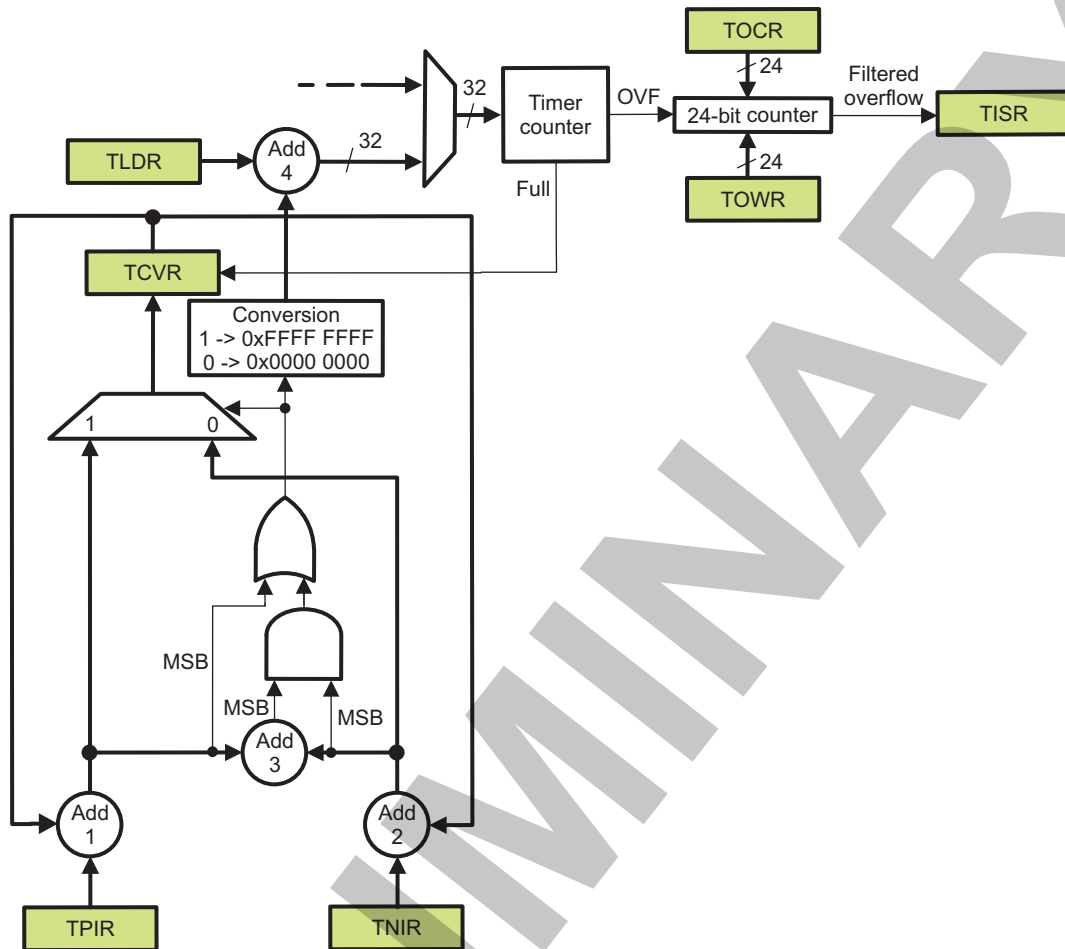 TOCR
24
32
OVF
Filtered
overflow
Timer
counter
24-bit counter
TISR
TLDR
Add
4
32
Full
24
TOWR
TCVR
Conversion
1 -> 0xFFFF FFFF
0 -> 0x0000 0000
1
0
MSB
MSB
MSB
Add
3
Add
1
Add
2
TPIR
TNIR
IMINARY